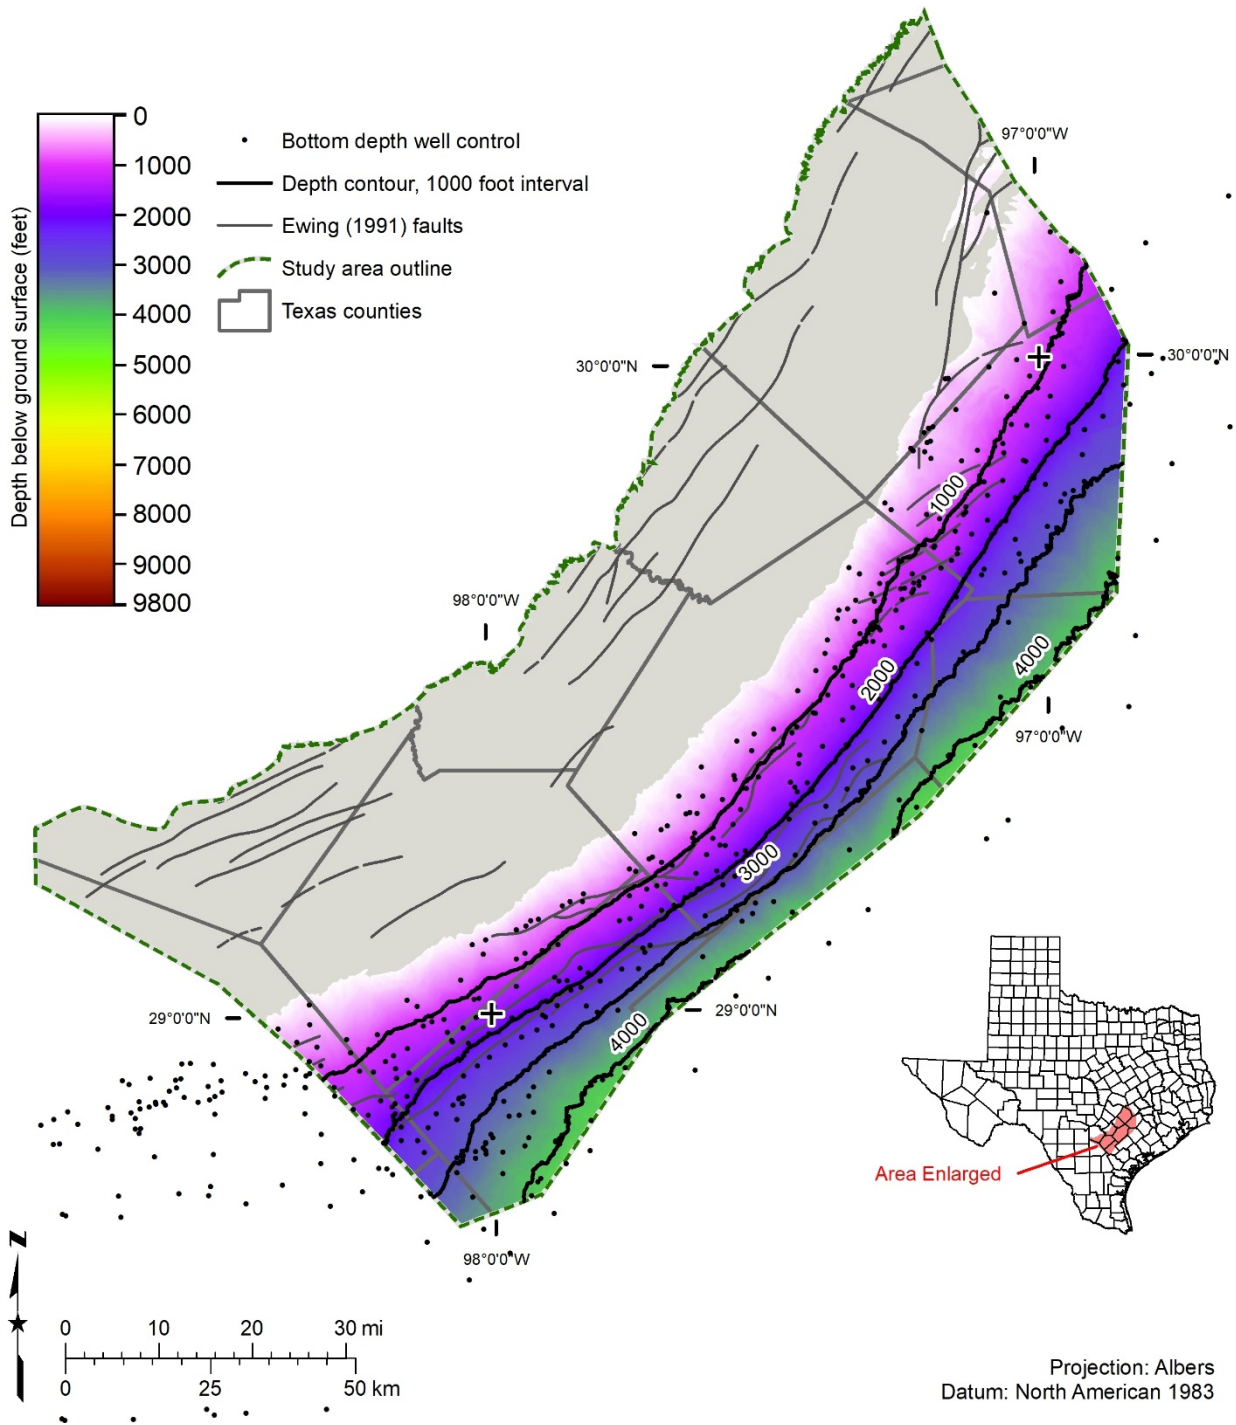 Depth below ground surface (feet)
0
1000
2000
3000
4000
5000
6000
7000
8000
9000
9800
Bottom depth well control
Depth contour, 1000 foot interval
Ewing (1991) faults
Study area outline
Texas counties
97°0'0"W
30°0'0"N
30°0'0"N
1000
98°0'0"W
2000
4000
97°0'0"W
3000
29°0'0"N
29°0'0"N
4000
98°0'0"W
Area Enlarged
N
0 10 20 30 mi
0 25 50 km
Projection: Albers
Datum: North American 1983